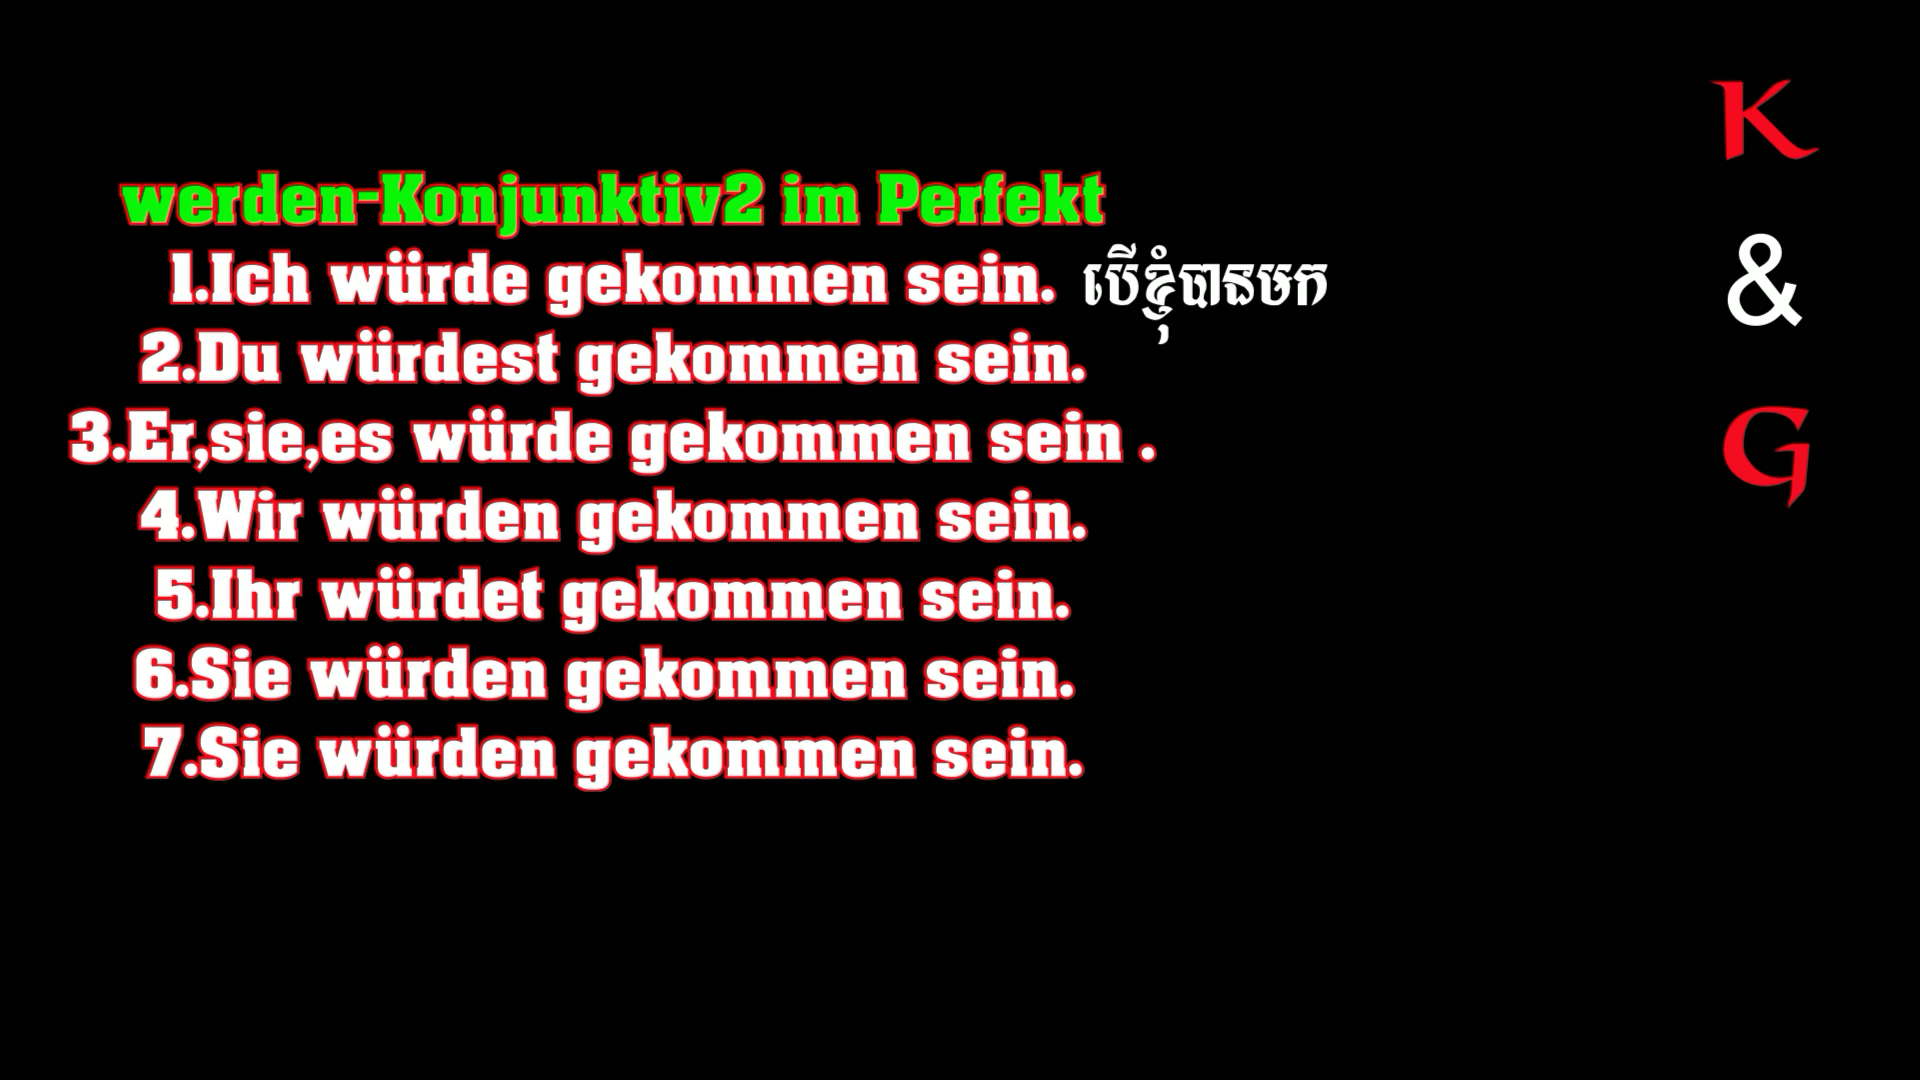 werden-Konjunktiv2 im Perfekt
1.Ich würde gekommen sein. បើខ្ញុំបានមក
2.Du würdest gekommen sein.
3.Er,sie,es würde gekommen sein .
4.Wir würden gekommen sein.
5.Ihr würdet gekommen sein.
6.Sie würden gekommen sein.
7.Sie würden gekommen sein.
K
&
G